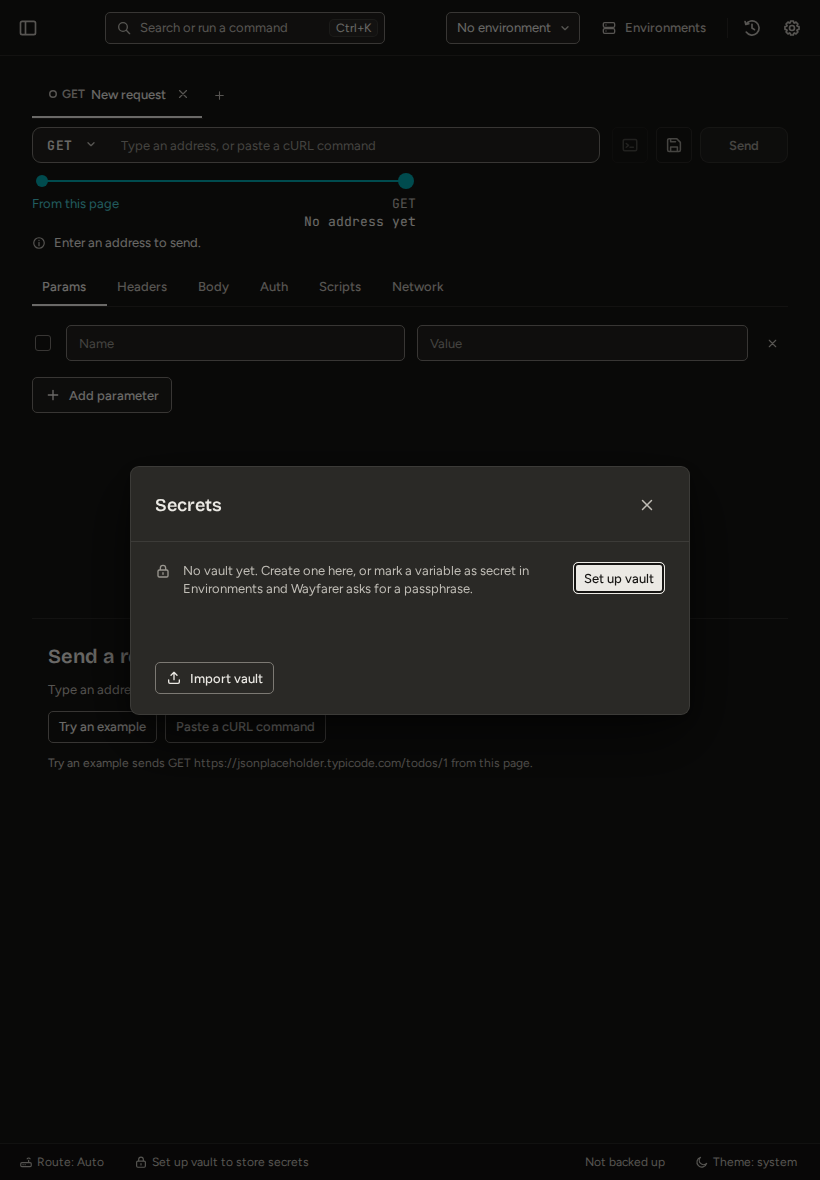 Search or run a command Ctrl+K No environment Environments
GET New request
GET Type an address, or paste a cURL command Send
From this page GET
No address yet
Enter an address to send.
Params Headers Body Auth Scripts Network
Name Value
Add parameter
Secrets
No vault yet. Create one here, or mark a variable as secret in
Environments and Wayfarer asks for a passphrase.
Set up vault
Import vault
Send a
Type an
Try an example Paste a cURL command
Try an example sends GET https://jsonplaceholder.typicode.com/todos/1 from this page.
Route: Auto Set up vault to store secrets Not backed up Theme: system